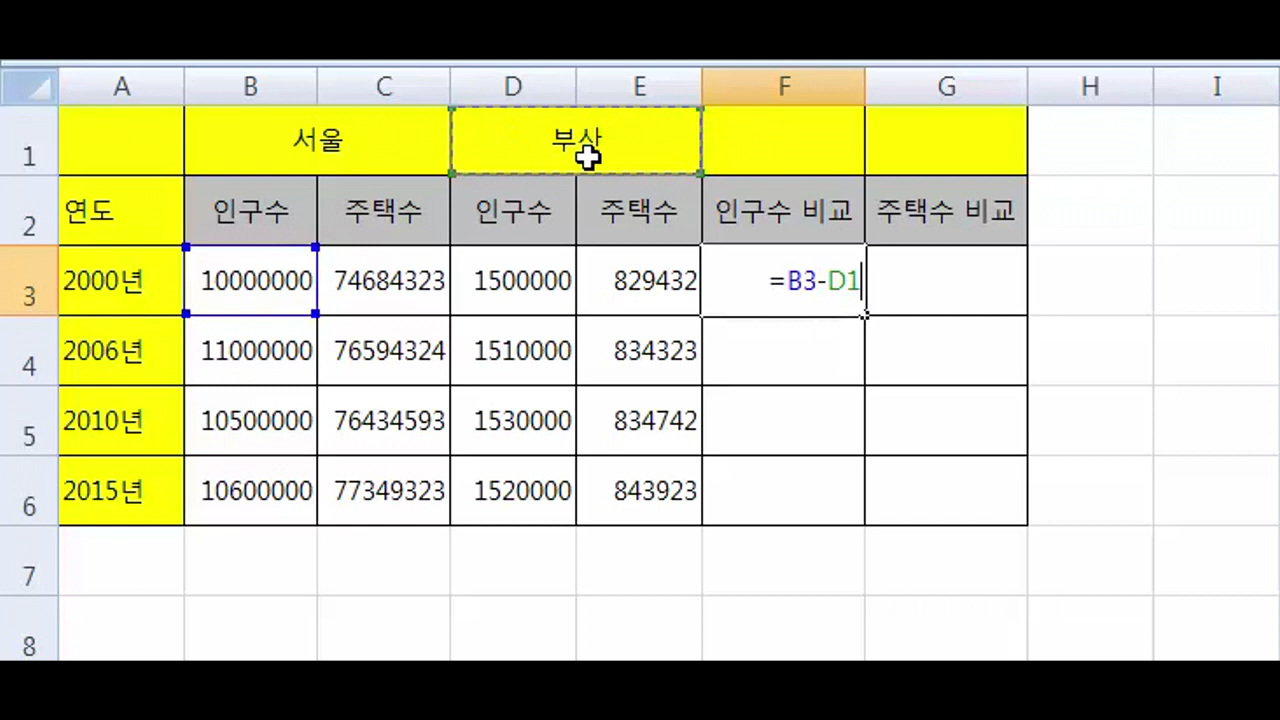 A B C D E F G H I
1 서울 부산
2 연도 인구수 주택수 인구수 주택수 인구수 비교 주택수 비교
3 2000년 10000000 74684323 1500000 829432 =B3-D1
4 2006년 11000000 76594324 1510000 834323
5 2010년 10500000 76434593 1530000 834742
6 2015년 10600000 77349323 1520000 843923
7
8